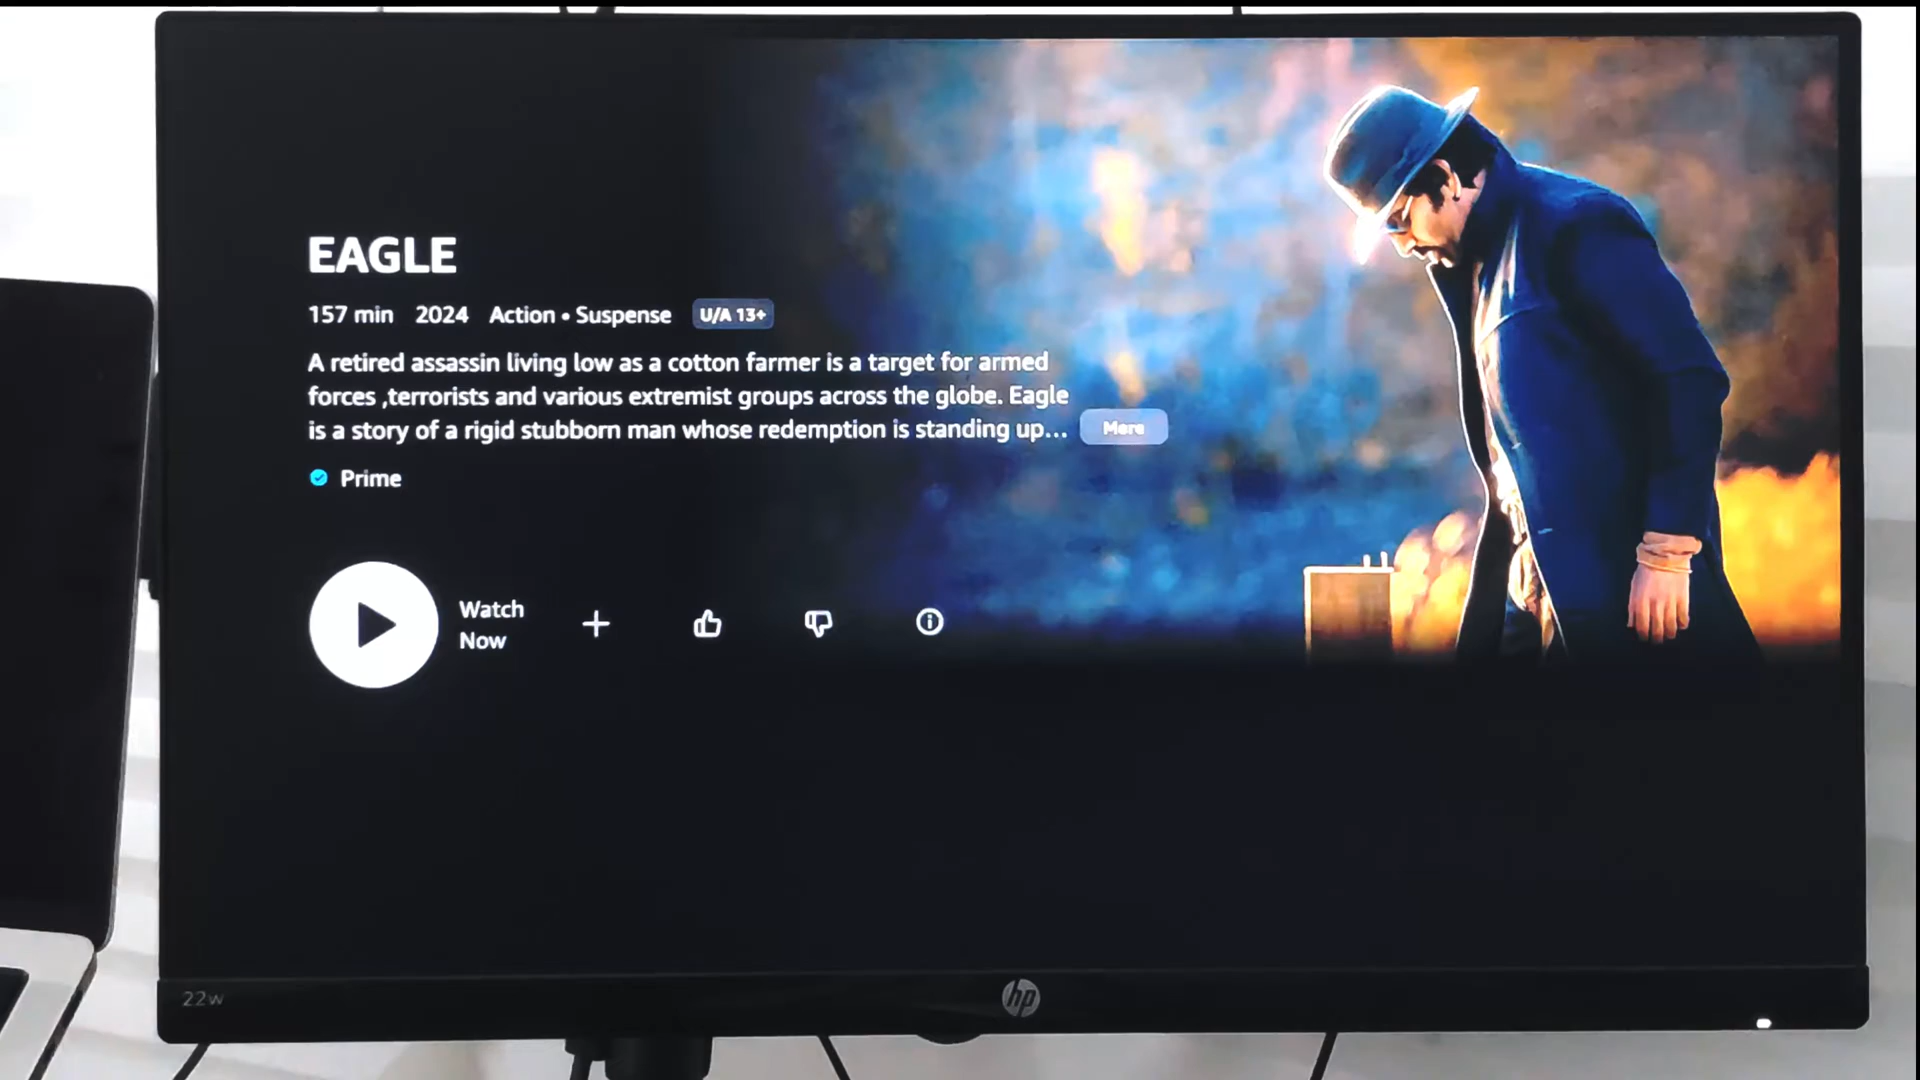 EAGLE
157 min 2024 Action • Suspense U/A 13+
A retired assassin living low as a cotton farmer is a target for armed
forces ,terrorists and various extremist groups across the globe. Eagle
is a story of a rigid stubborn man whose redemption is standing up... More
Prime
Watch
Now
22w
hp